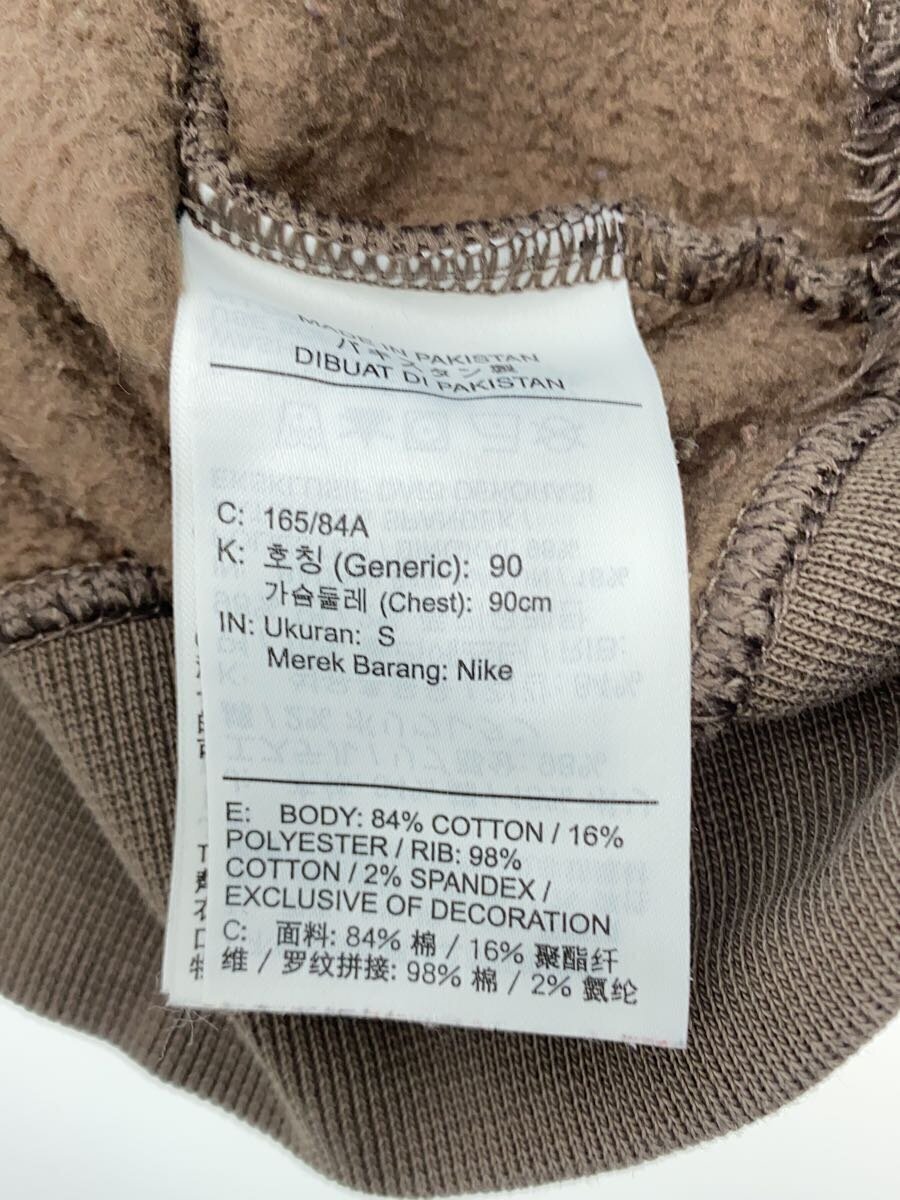 MADE IN PAKISTAN
パキスタン製
DIBUAT DI PAKISTAN
C: 165/84A
K: 호칭 (Generic): 90
가슴둘레 (Chest): 90cm
IN: Ukuran: S
Merek Barang: Nike
E: BODY: 84% COTTON / 16%
POLYESTER / RIB: 98%
COTTON / 2% SPANDEX /
EXCLUSIVE OF DECORATION
C: 面料: 84% 棉 / 16% 聚酯纤
维 / 罗纹拼接: 98% 棉 / 2% 氨纶